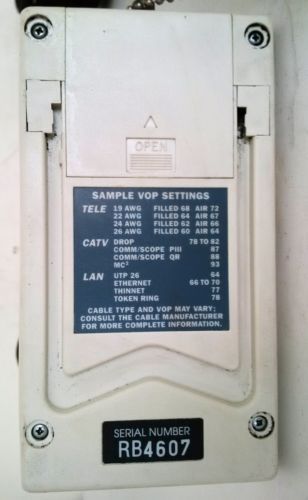 OPEN
SAMPLE VOP SETTINGS
TELE 19 AWG FILLED 68 AIR 72
22 AWG FILLED 64 AIR 67
24 AWG FILLED 62 AIR 66
26 AWG FILLED 60 AIR 64
CATV DROP 78 TO 82
COMM/SCOPE PIII 87
COMM/SCOPE QR 88
MC² 93
LAN UTP 26 64
ETHERNET 66 TO 70
THINNET 77
TOKEN RING 78
CABLE TYPE AND VOP MAY VARY:
CONSULT THE CABLE MANUFACTURER
FOR MORE COMPLETE INFORMATION.
SERIAL NUMBER
RB4607